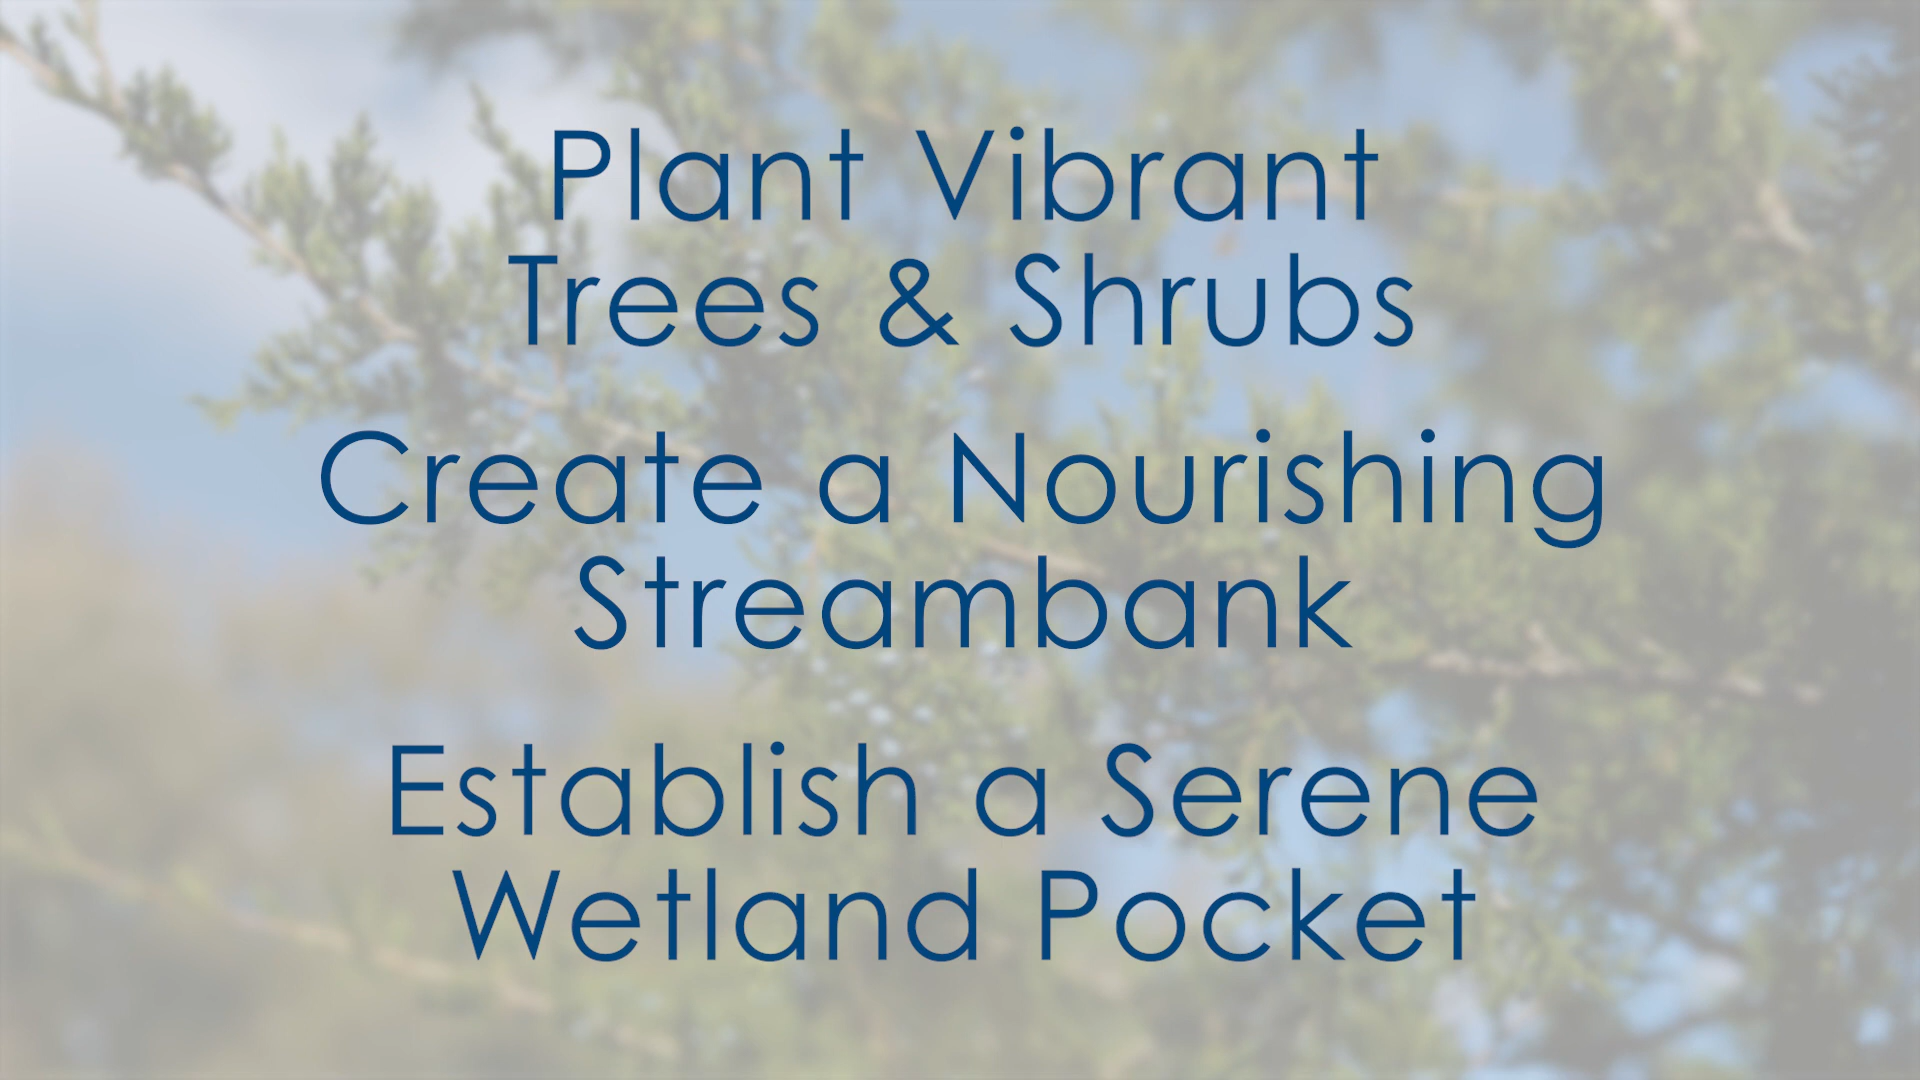 Plant Vibrant
Trees & Shrubs
Create a Nourishing
Streambank
Establish a Serene
Wetland Pocket